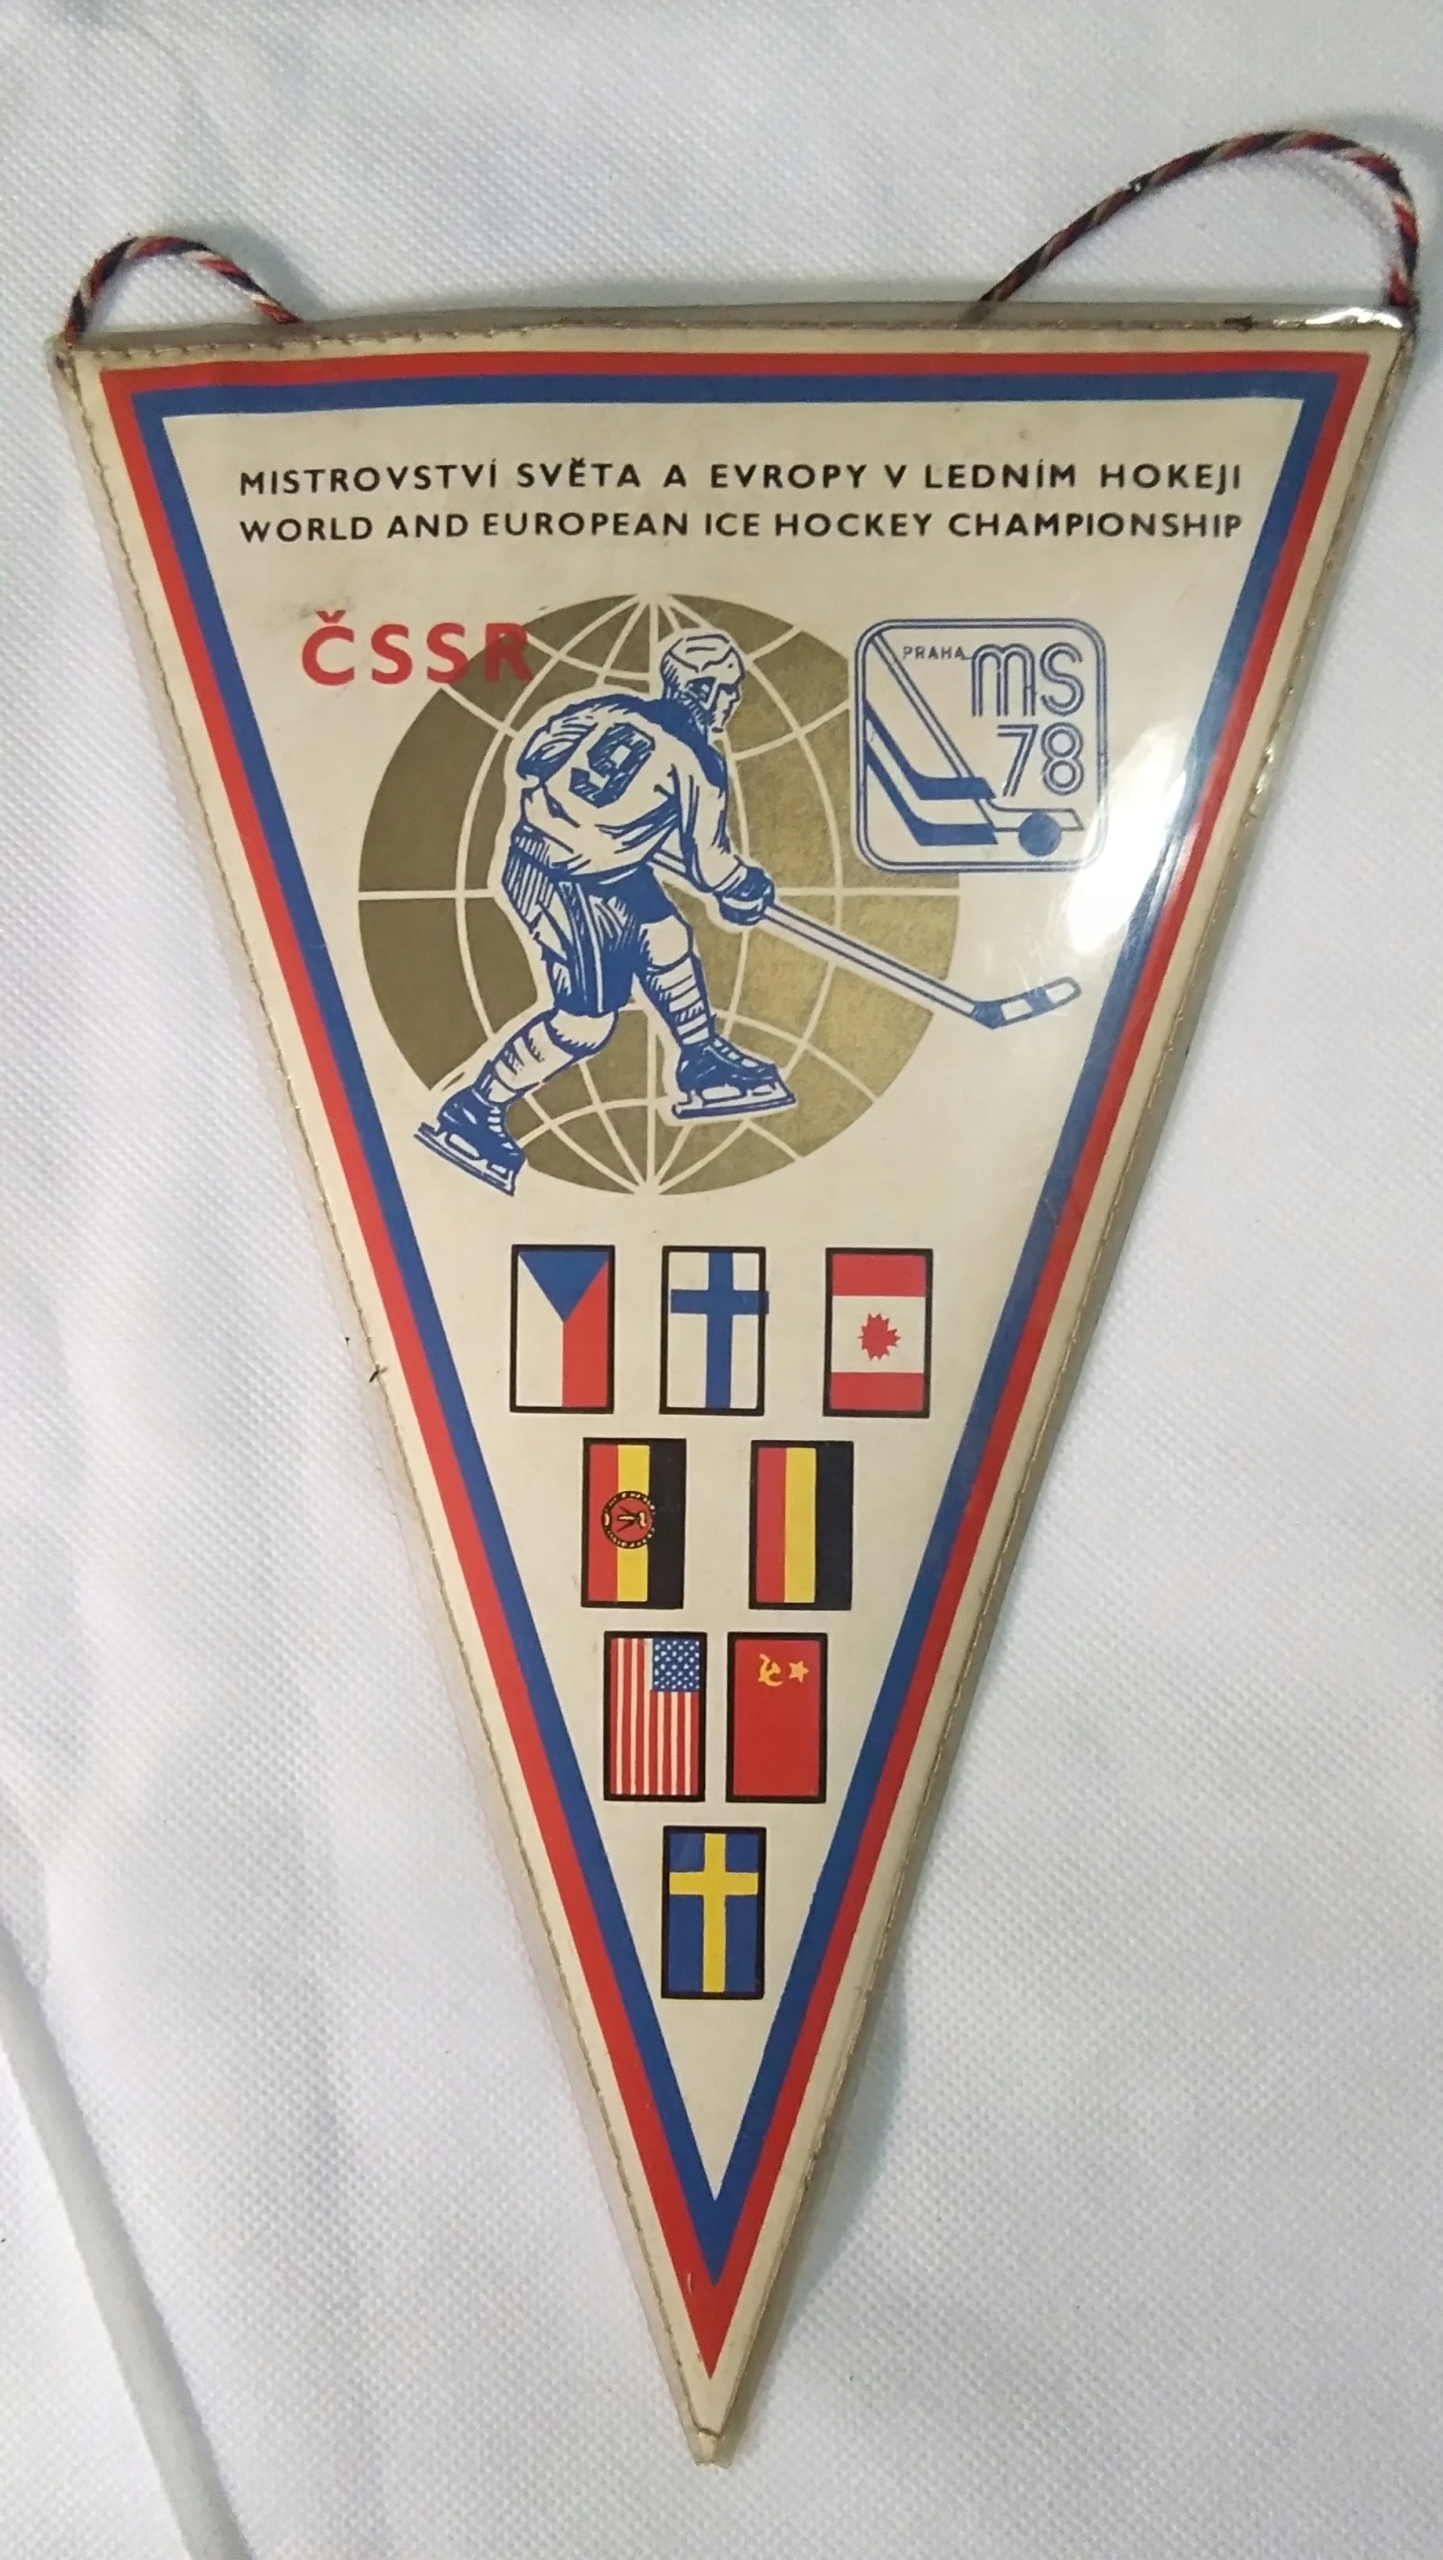 MISTROVSTVÍ SVĚTA A EVROPY V LEDNÍM HOKEJI
WORLD AND EUROPEAN ICE HOCKEY CHAMPIONSHIP
ČSSR
PRAHA MS
78
9